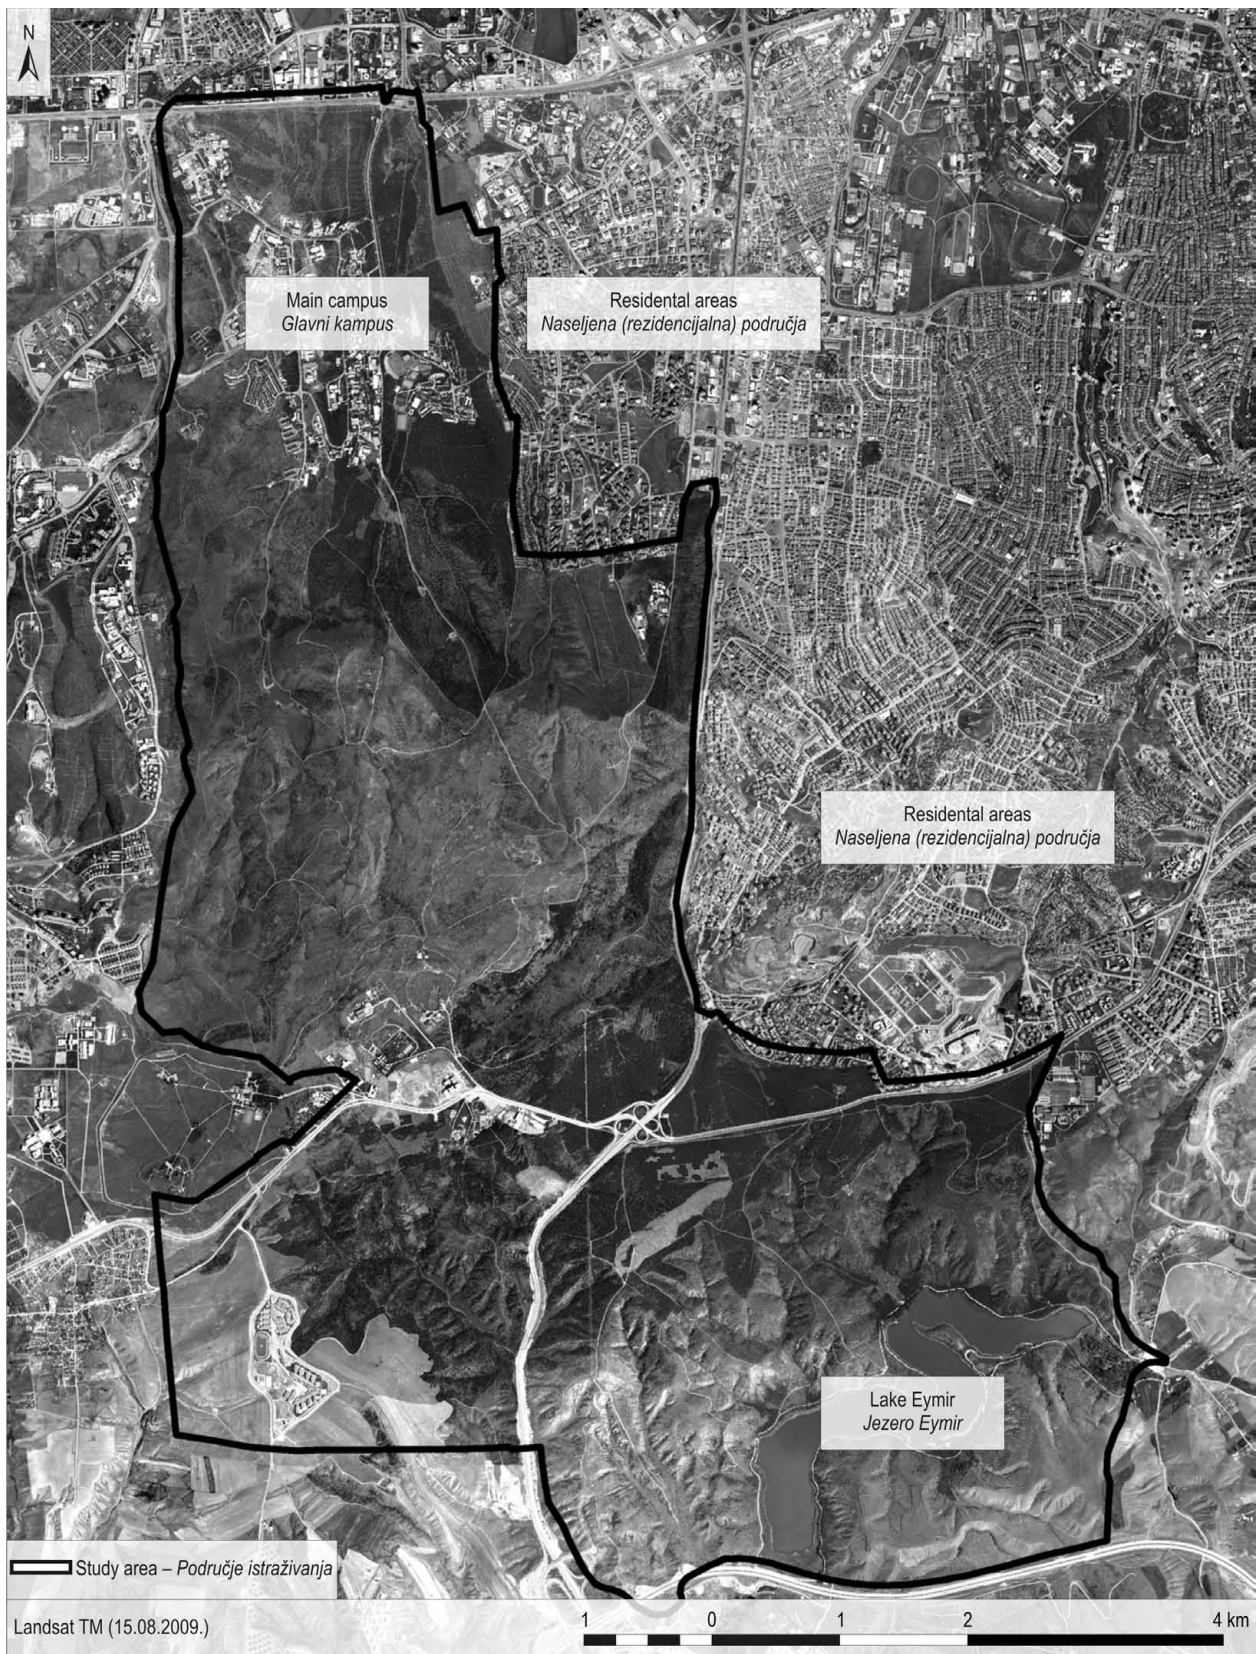 N
Main campus
Glavni kampus
Residental areas
Naseljena (rezidencijalna) područja
Residental areas
Naseljena (rezidencijalna) područja
Lake Eymir
Jezero Eymir
Study area – Područje istraživanja
Landsat TM (15.08.2009.)
1 0 1 2 4 km